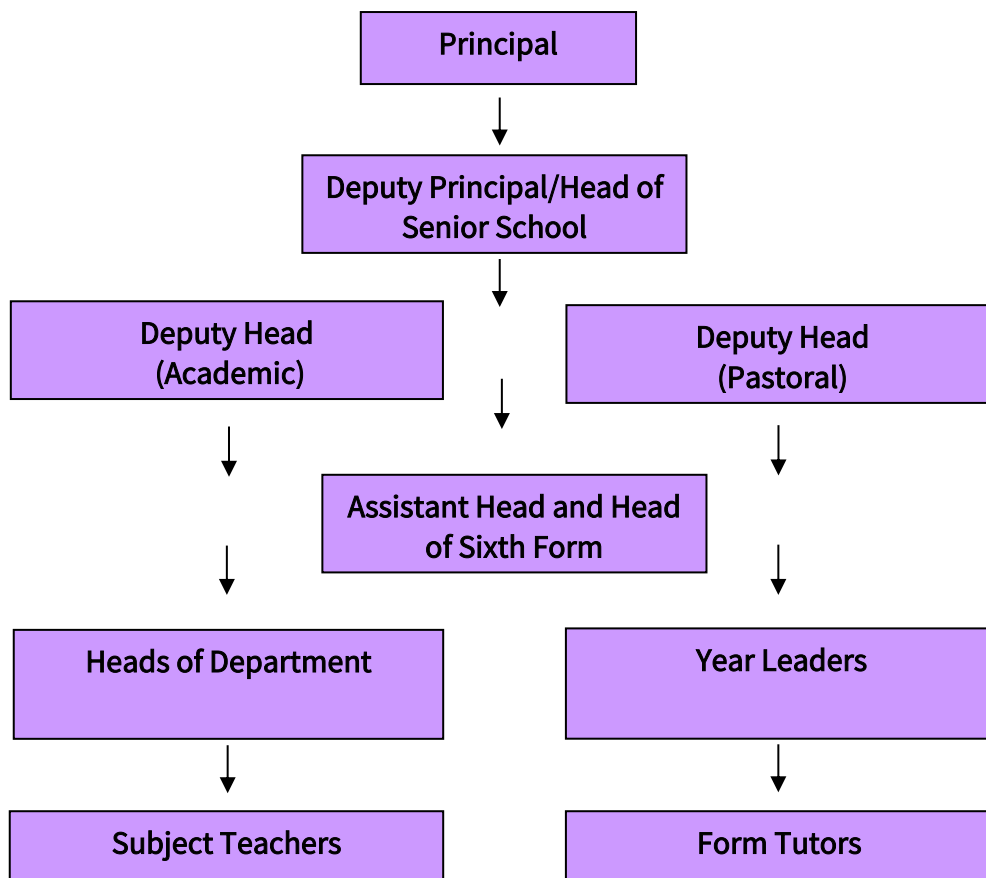 Principal
Deputy Principal/Head of
Senior School
Deputy Head
(Academic)
Deputy Head
(Pastoral)
Assistant Head and Head
of Sixth Form
Heads of Department
Year Leaders
Subject Teachers
Form Tutors